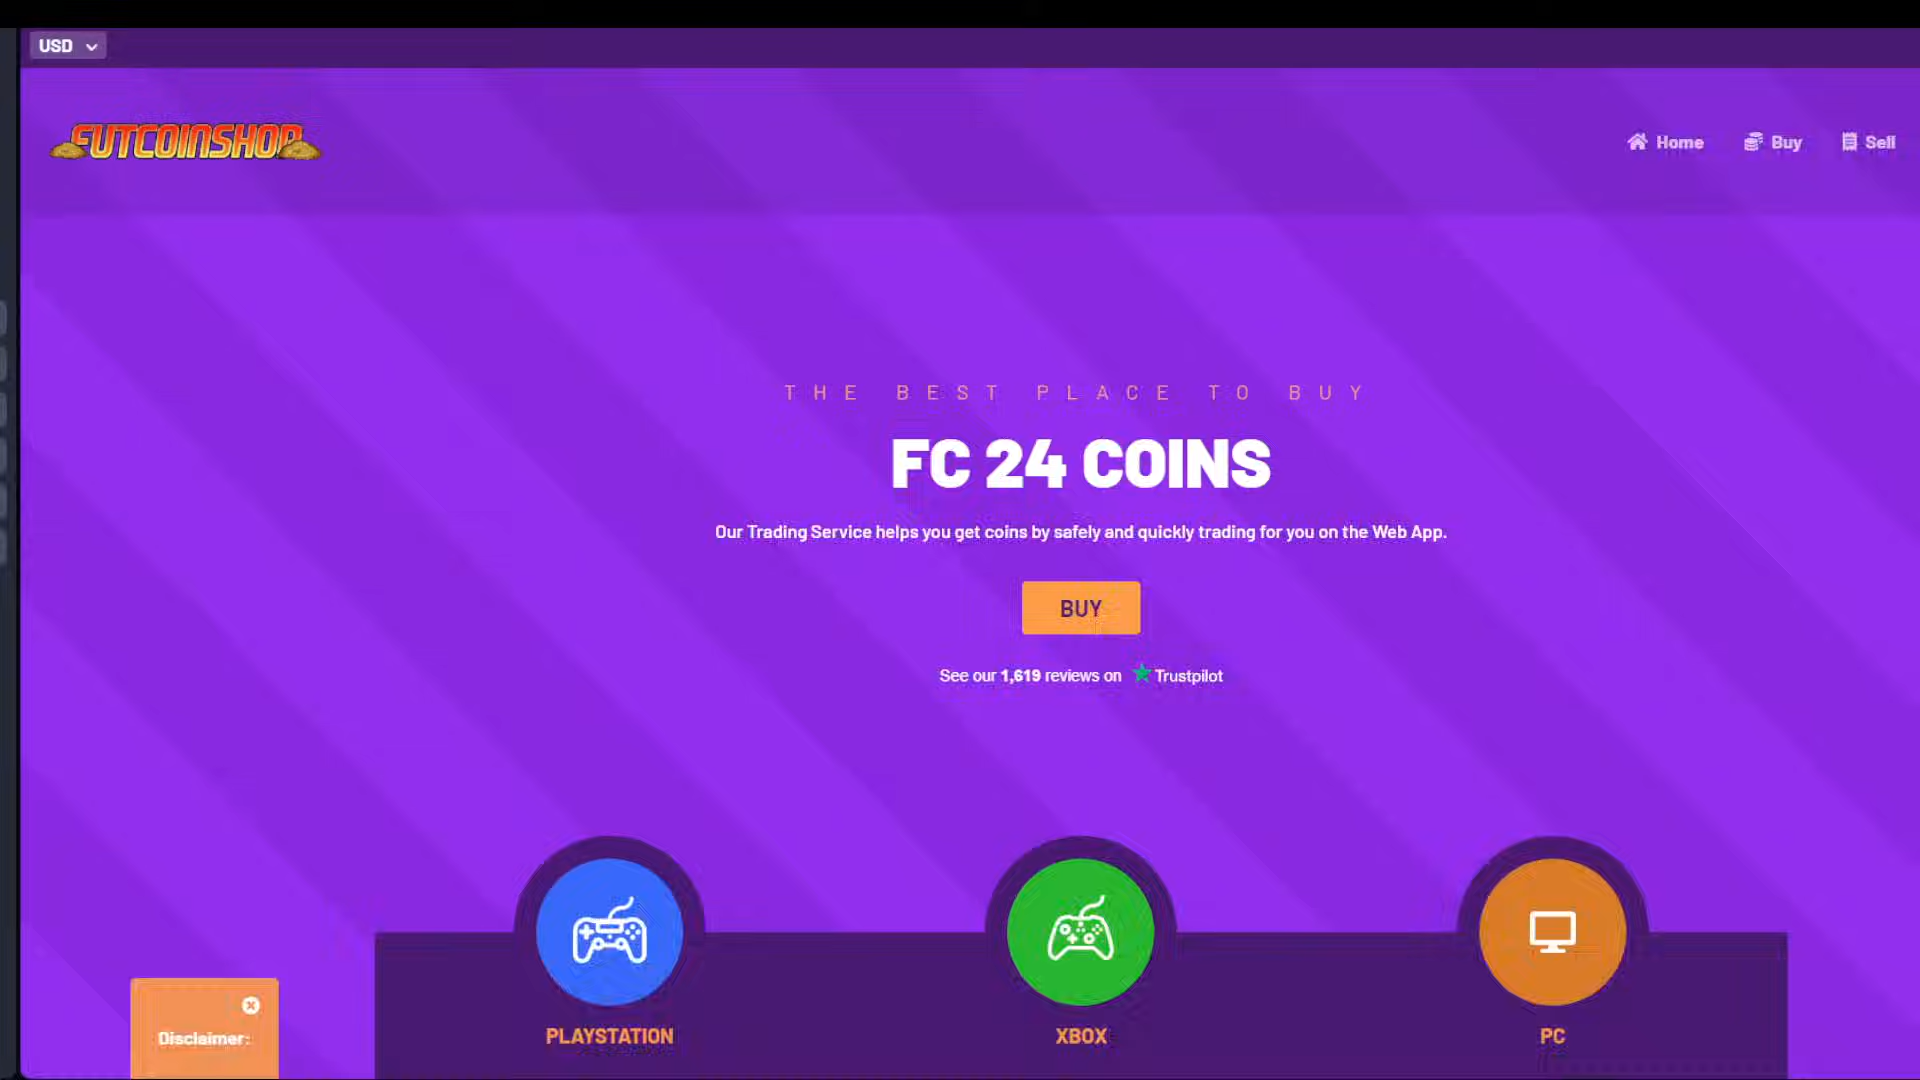 USD
FUTCOINSHOP
Home
Buy
Sell
THE BEST PLACE TO BUY
FC 24 COINS
Our Trading Service helps you get coins by safely and quickly trading for you on the Web App.
BUY
See our 1,619 reviews on Trustpilot
PLAYSTATION
XBOX
PC
Disclaimer: